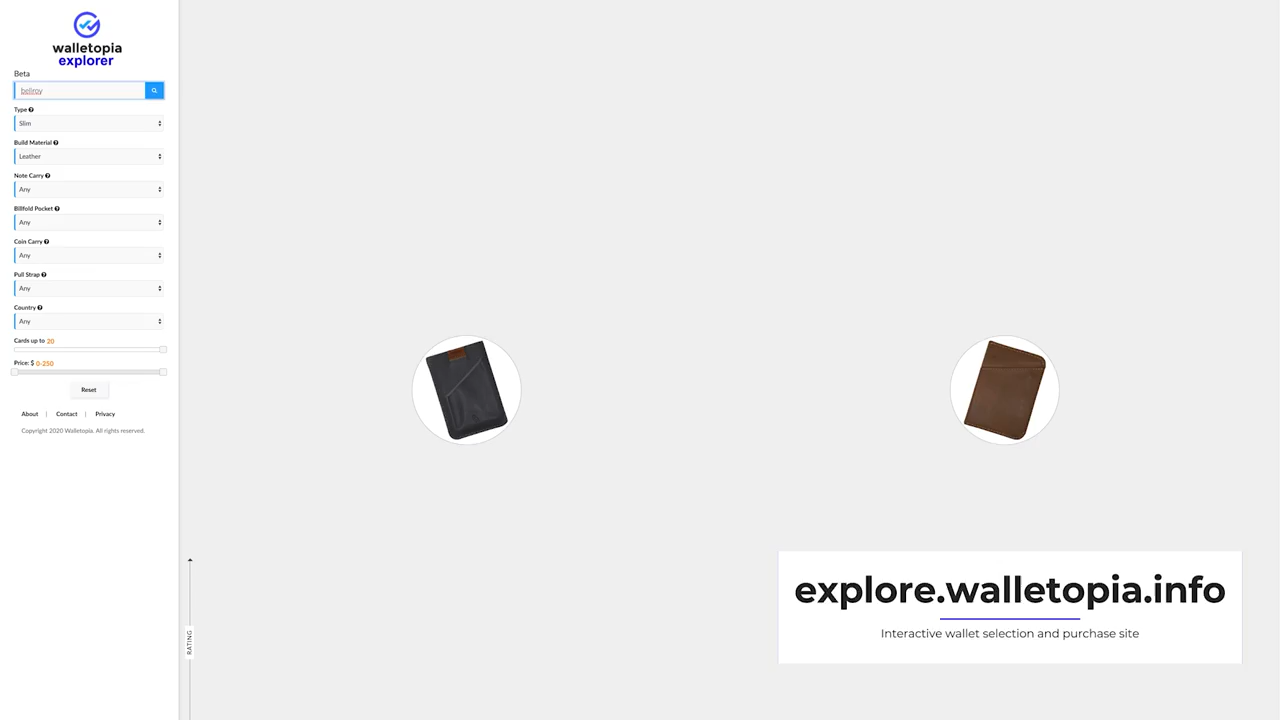 walletopia
explorer
Beta
bellroy
Type
Slim
Build Material
Leather
Note Carry
Any
Billfold Pocket
Any
Coin Carry
Any
Pull Strap
Any
Country
Any
Cards up to 20
Price: $ 0-250
Reset
About | Contact | Privacy
Copyright 2020 Walletopia. All rights reserved.
RATING
explore.walletopia.info
Interactive wallet selection and purchase site